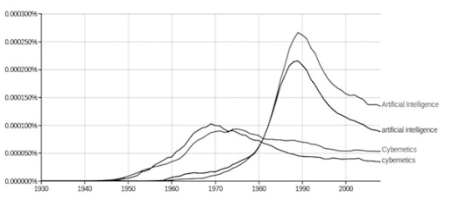 0.000300%
0.000250%
0.000200%
0.000150%
0.000100%
0.000050%
0.000000%
1930 1940 1950 1960 1970 1980 1990 2000
Artificial Intelligence
artificial intelligence
Cybernetics
cybernetics